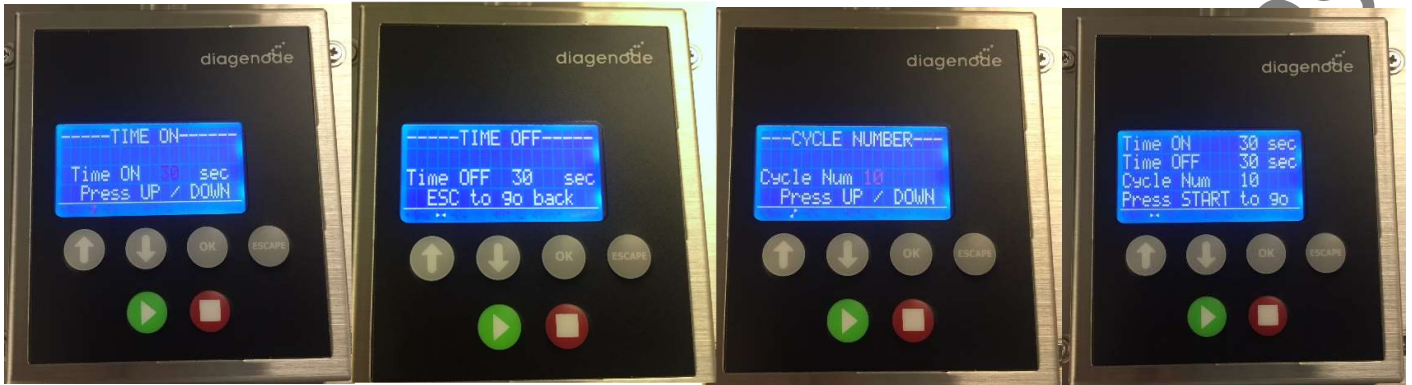 diagenode
-----TIME ON------
Time ON 30 sec
Press UP / DOWN
OK
ESCAPE
diagenode
-----TIME OFF-----
Time OFF 30 sec
ESC to go back
OK
ESCAPE
diagenode
---CYCLE NUMBER---
Cycle Num 10
Press UP / DOWN
OK
ESCAPE
diagenode
Time ON 30 sec
Time OFF 30 sec
Cycle Num 10
Press START to go
OK
ESCAPE